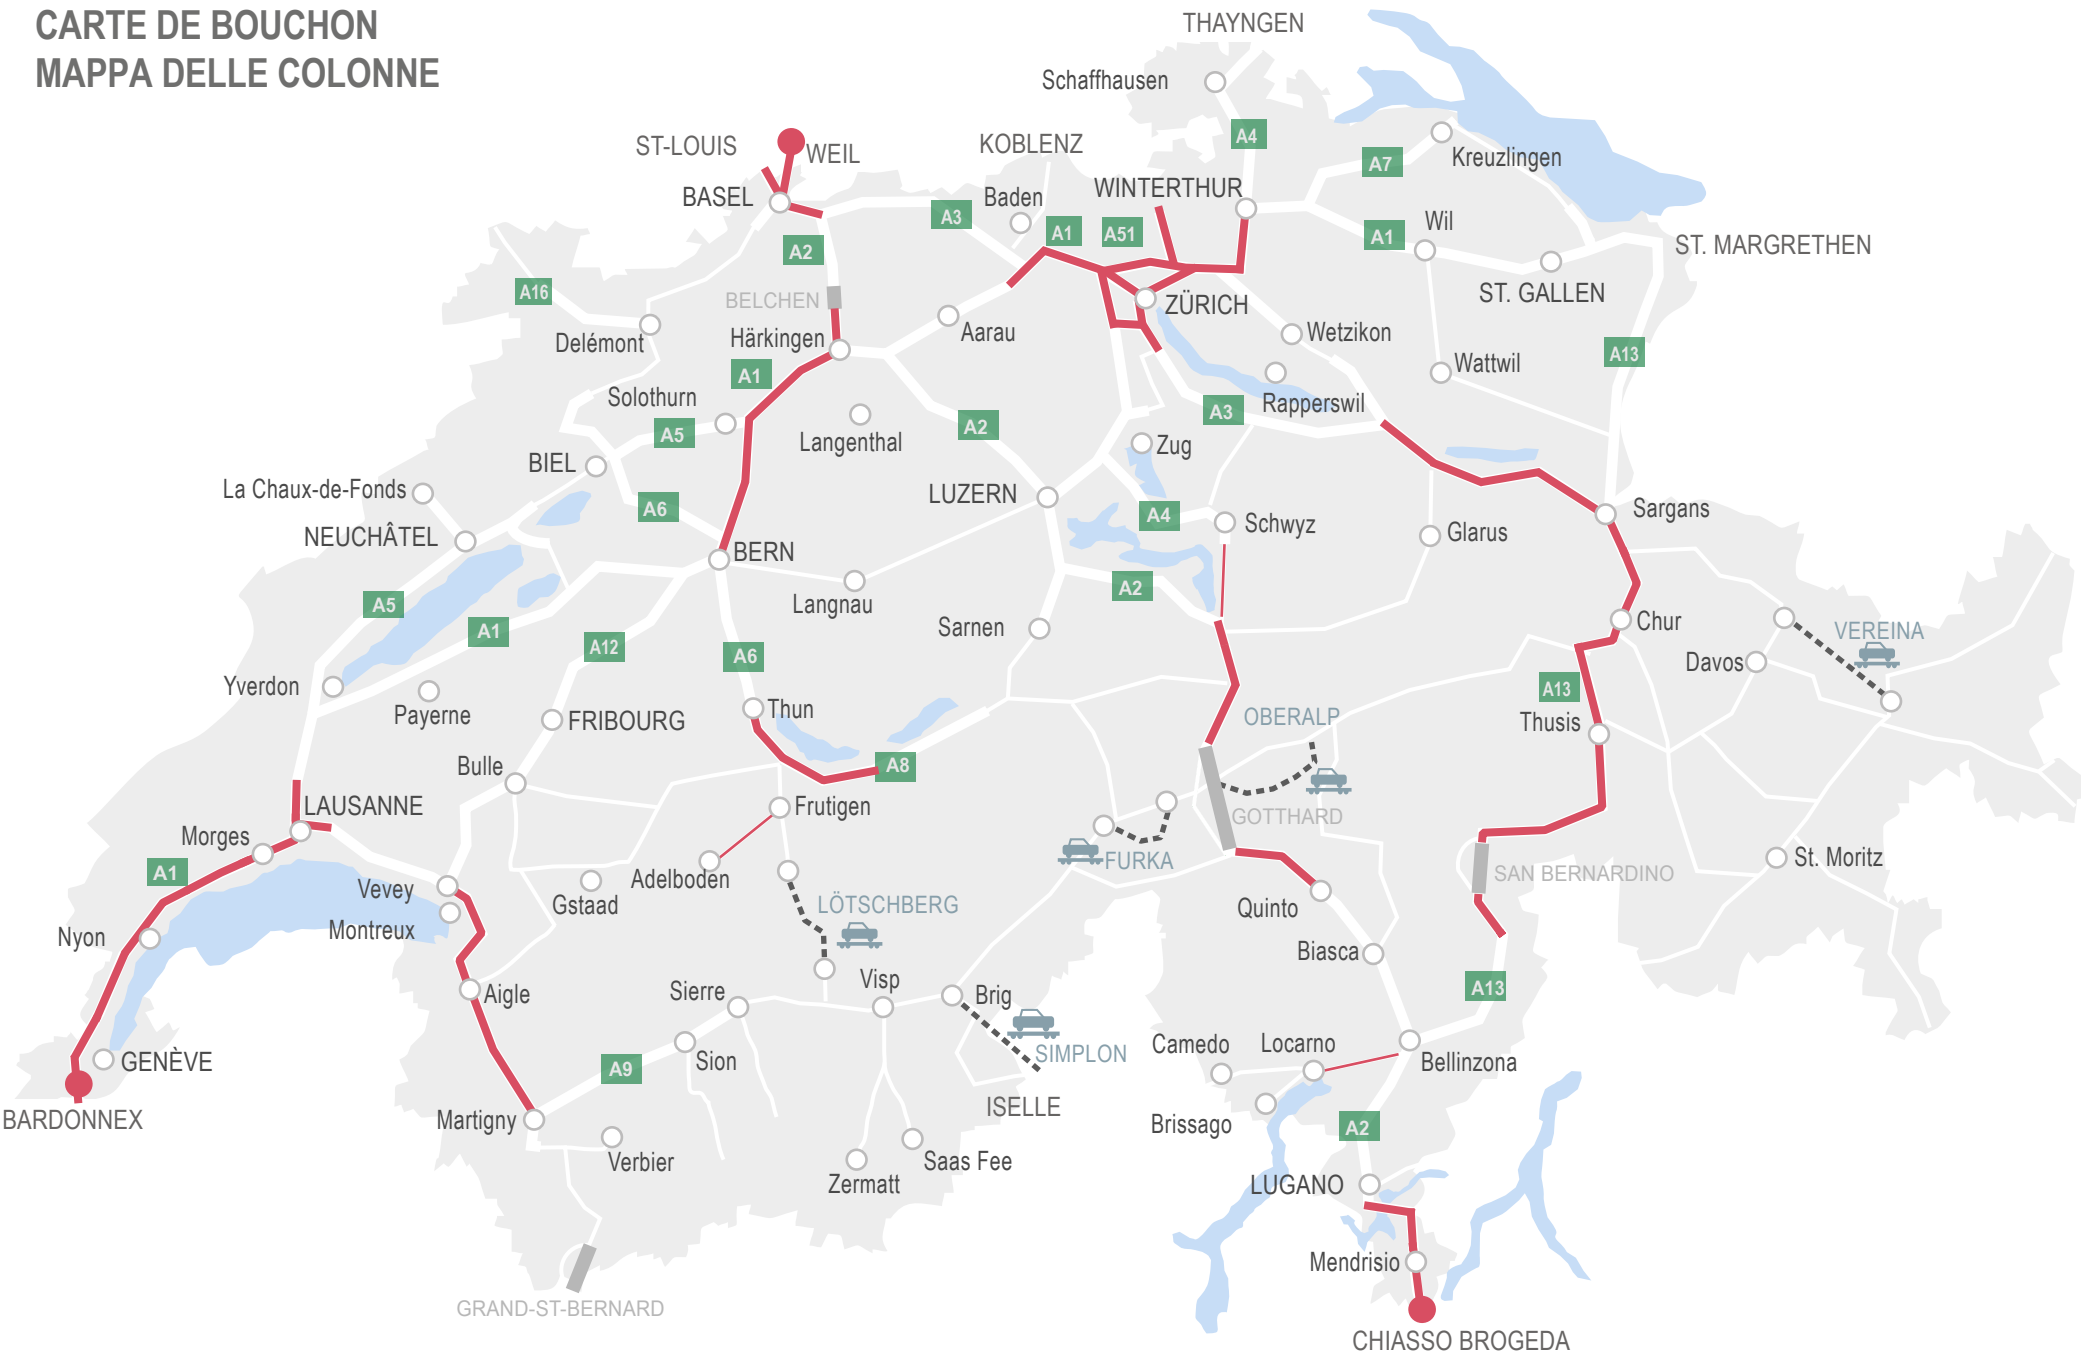 CARTE DE BOUCHON
MAPPA DELLE COLONNE
THAYNGEN
Schaffhausen
A4
ST-LOUIS
WEIL
KOBLENZ
A7
Kreuzlingen
BASEL
Baden
WINTERTHUR
A3
A1
A51
A1
Wil
ST. MARGRETHEN
A2
A16
BELCHEN
ZÜRICH
ST. GALLEN
Delémont
Härkingen
Aarau
Wetzikon
A13
A1
Wattwil
Solothurn
Langenthal
A2
A3
Rapperswil
A5
BIEL
Zug
La Chaux-de-Fonds
LUZERN
A6
A4
Schwyz
Sargans
Glarus
NEUCHÂTEL
BERN
A5
Langnau
A2
A1
Sarnen
Chur
VEREINA
A12
A6
Davos
Yverdon
A13
Payerne
FRIBOURG
Thun
OBERALP
Thusis
Bulle
A8
LAUSANNE
Frutigen
GOTTHARD
Morges
FURKA
SAN BERNARDINO
St. Moritz
A1
Vevey
Gstaad
Adelboden
LÖTSCHBERG
Quinto
Montreux
Nyon
Biasca
Aigle
Sierre
Visp
Brig
A13
GENÈVE
A9
Sion
SIMPLON
Camedo
Locarno
Bellinzona
BARDONNEX
Martigny
ISELLE
Brissago
A2
Verbier
Zermatt
Saas Fee
LUGANO
Mendrisio
GRAND-ST-BERNARD
CHIASSO BROGEDA